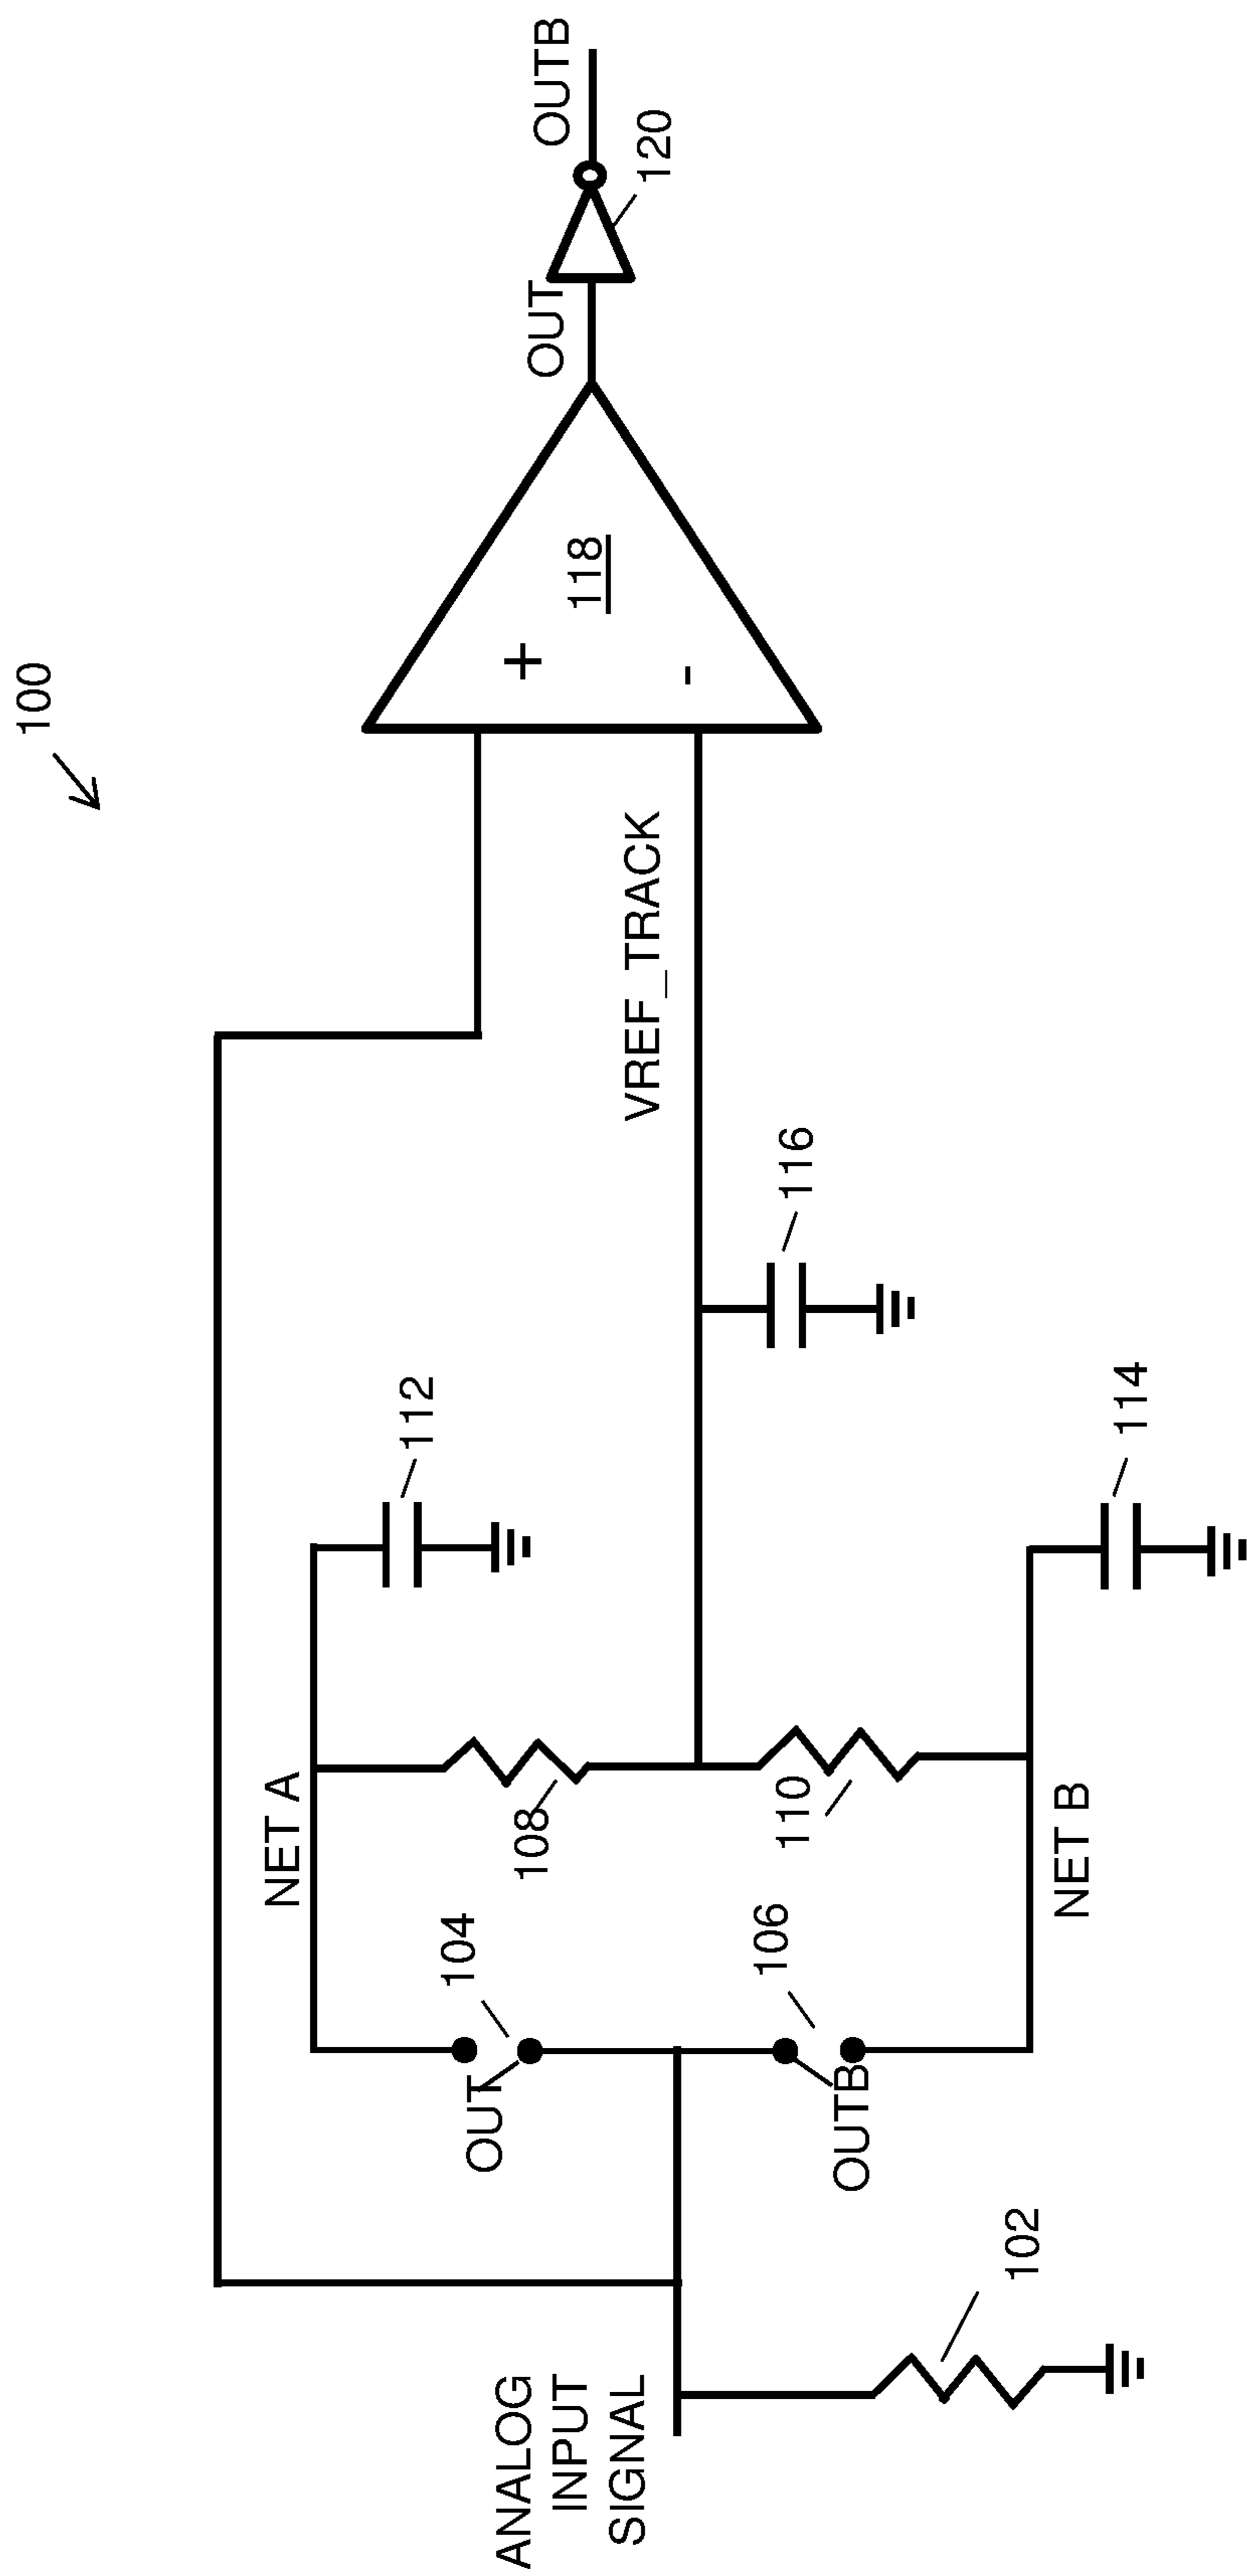 100
NET A
112
104
OUT
108
ANALOG
INPUT
SIGNAL
102
106
OUTB
110
NET B
114
116
VREF_TRACK
+
-
118
OUT
OUTB
120